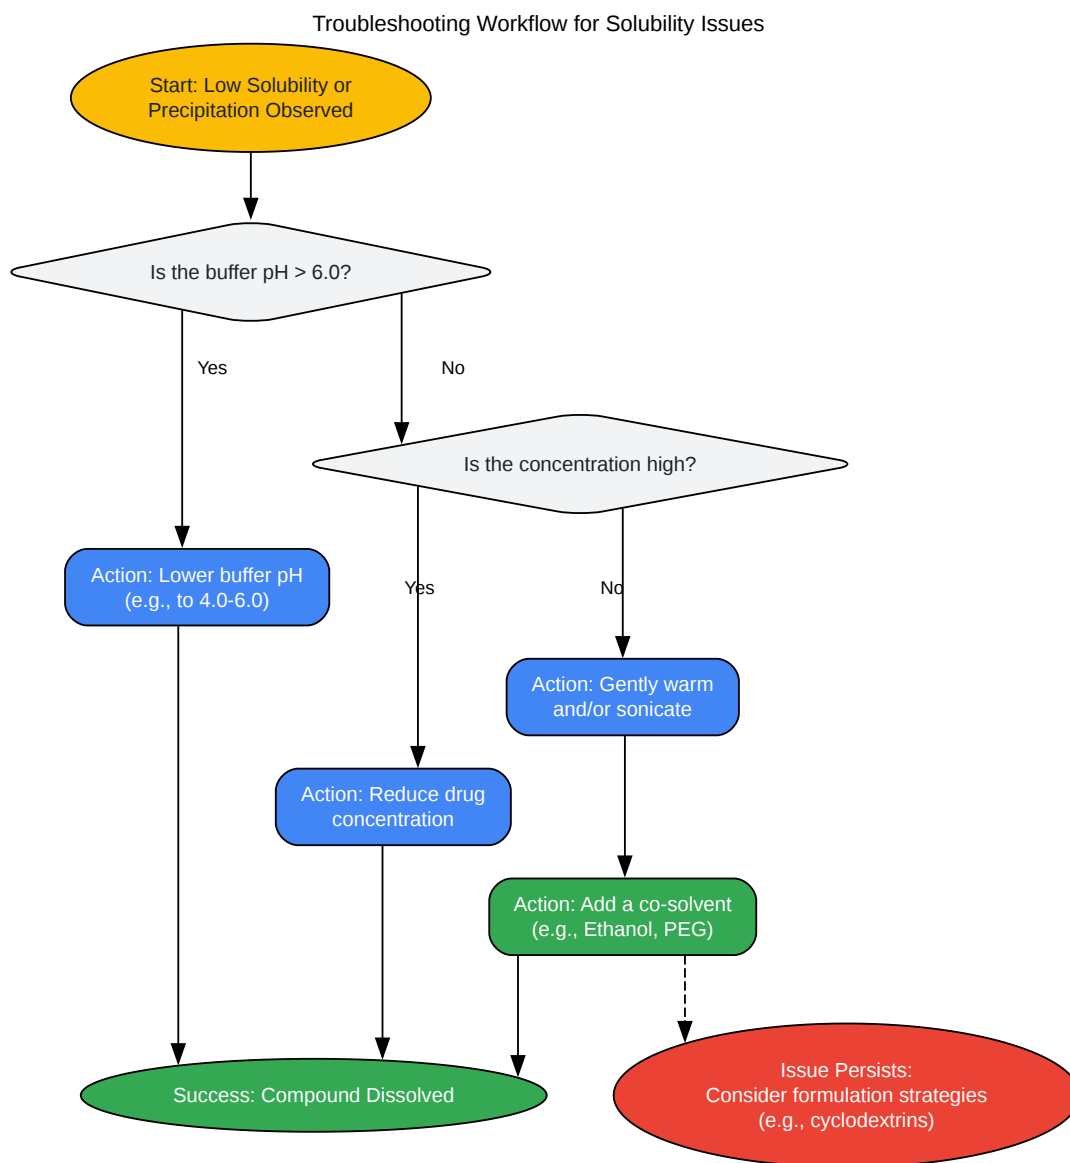 Troubleshooting Workflow for Solubility Issues
Start: Low Solubility or
Precipitation Observed
Is the buffer pH > 6.0?
Yes
No
Is the concentration high?
Action: Lower buffer pH
(e.g., to 4.0-6.0)
Yes
No
Action: Gently warm
and/or sonicate
Action: Reduce drug
concentration
Action: Add a co-solvent
(e.g., Ethanol, PEG)
Success: Compound Dissolved
Issue Persists:
Consider formulation strategies
(e.g., cyclodextrins)